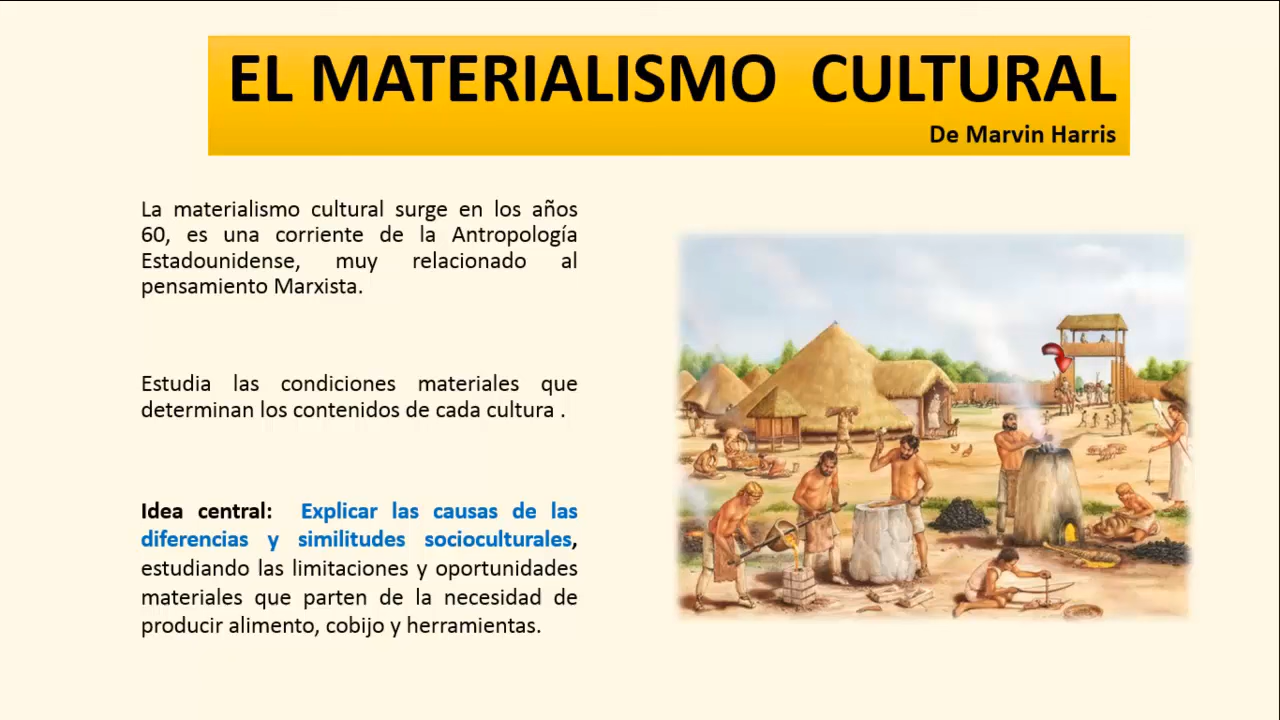 EL MATERIALISMO CULTURAL
De Marvin Harris
La materialismo cultural surge en los años
60, es una corriente de la Antropología
Estadounidense, muy relacionado al
pensamiento Marxista.
Estudia las condiciones materiales que
determinan los contenidos de cada cultura .
Idea central: Explicar las causas de las
diferencias y similitudes socioculturales,
estudiando las limitaciones y oportunidades
materiales que parten de la necesidad de
producir alimento, cobijo y herramientas.